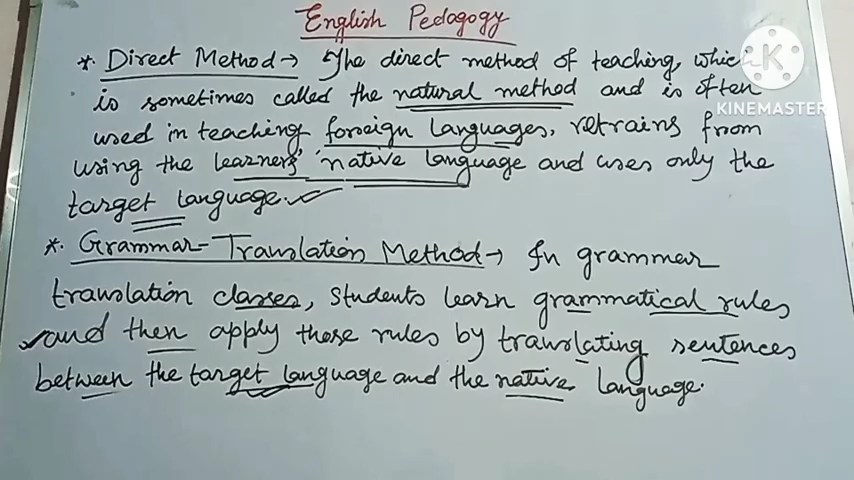 English Pedagogy
* Direct Method → The direct method of teaching, which
is sometimes called the natural method and is often
used in teaching foreign languages, retrains from
using the learners' native language and uses only the
target language.
* Grammar-Translation Method → In grammar
translation classes, students learn grammatical rules
and then apply those rules by translating sentences
between the target language and the native language.
K
KINEMASTER